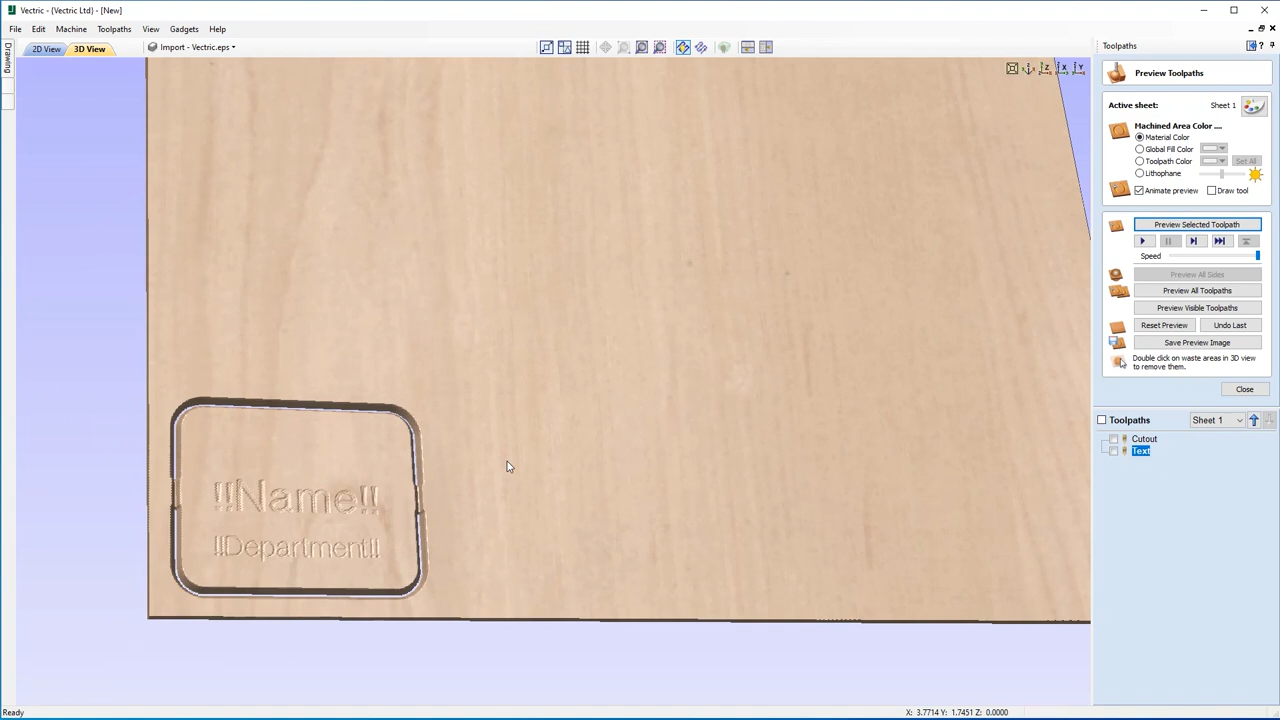 Vectric - {Vectric Ltd} - [New]
File Edit Machine Toolpaths View Gadgets Help
Drawing
2D View 3D View Import - Vectric.eps
!!Name!!
!!Department!!
Toolpaths
Preview Toolpaths
Active sheet: Sheet 1
Machined Area Color ....
Material Color
Global Fill Color
Toolpath Color Set All
Lithophane
Animate preview Draw tool
Preview Selected Toolpath
Speed
Preview All Sides
Preview All Toolpaths
Preview Visible Toolpaths
Reset Preview Undo Last
Save Preview Image
Double click on waste areas in 3D view
to remove them.
Close
Toolpaths Sheet 1
Cutout
Text
Ready X: 3.7714 Y: 1.7451 Z: 0.0000